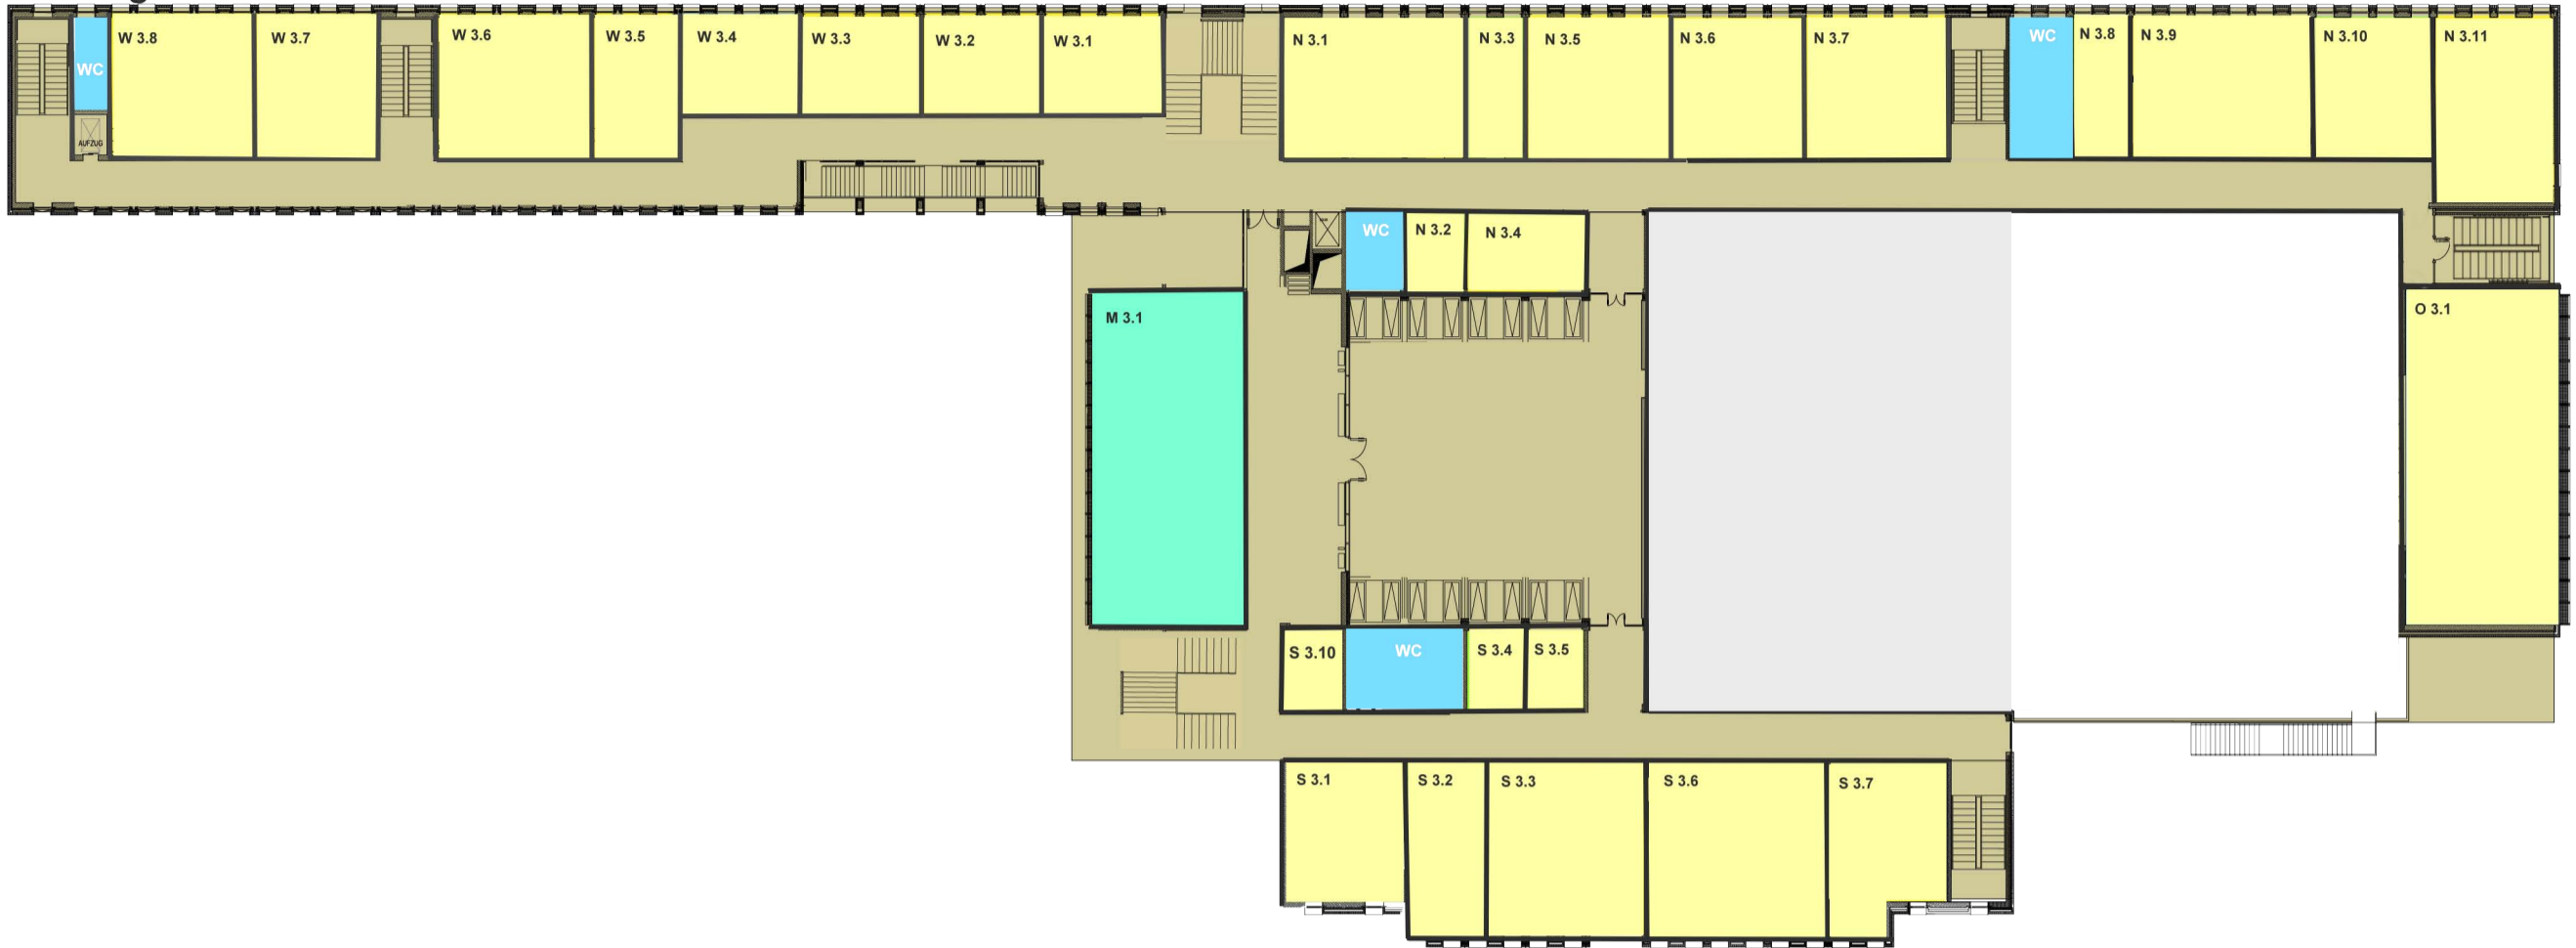 W 3.8
W 3.7
W 3.6
W 3.5
W 3.4
W 3.3
W 3.2
W 3.1
N 3.1
N 3.3
N 3.5
N 3.6
N 3.7
WC
N 3.8
N 3.9
N 3.10
N 3.11
WC
AUFZUG
WC
N 3.2
N 3.4
M 3.1
O 3.1
S 3.10
WC
S 3.4
S 3.5
S 3.1
S 3.2
S 3.3
S 3.6
S 3.7